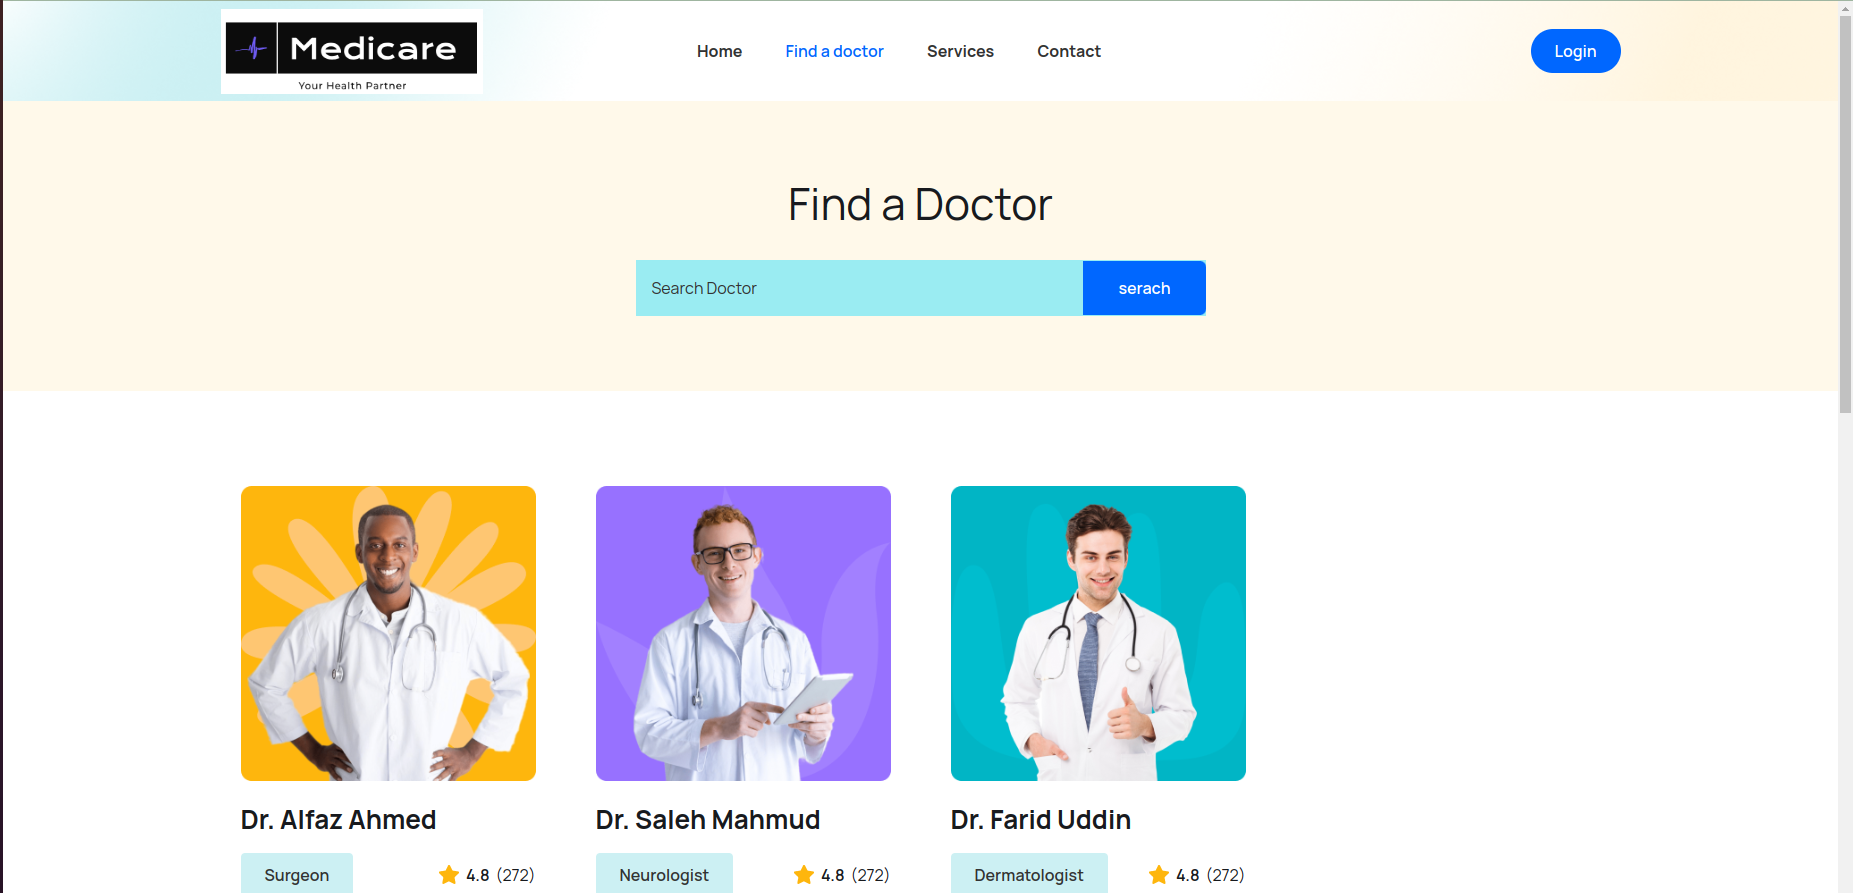 Medicare
Your Health Partner
Home Find a doctor Services Contact Login
Find a Doctor
Search Doctor serach
Dr. Alfaz Ahmed Dr. Saleh Mahmud Dr. Farid Uddin
Surgeon 4.8 (272) Neurologist 4.8 (272) Dermatologist 4.8 (272)